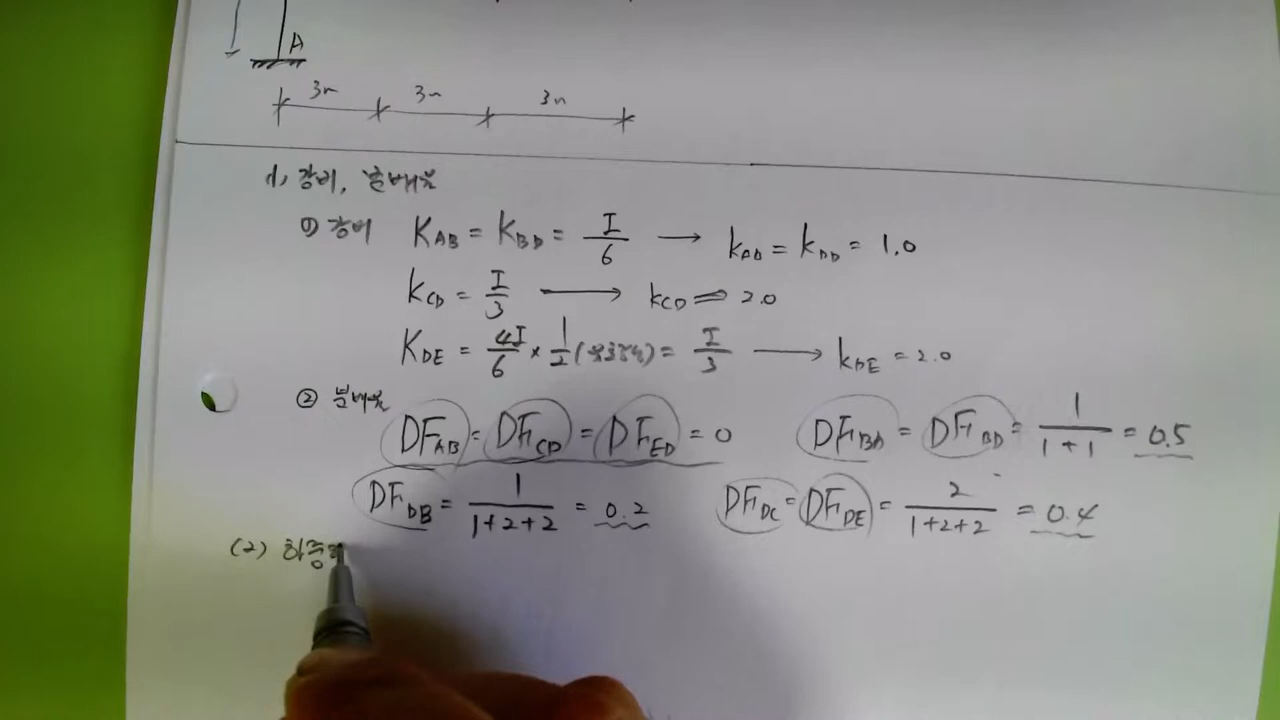 A
3m 3m 3m
1) 강비, 분배율
① 강비 K_AB = K_BD = I/6 → k_AB = k_BD = 1.0
K_CD = I/3 → k_CD = 2.0
K_DE = 4I/6 × 1/2 = I/3 → k_DE = 2.0
② 분배율
DF_AB = DF_CD = DF_ED = 0 DF_BA = DF_BD = 1/(1+1) = 0.5
DF_DB = 1/(1+2+2) = 0.2 DF_DC = DF_DE = 2/(1+2+2) = 0.4
(2) 하중